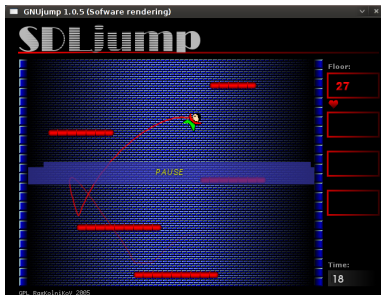 GNUjump 1.0.5 (Sofware rendering)
SDLjump
Floor:
27
PAUSE
Time:
18
GPL RasKolniKoV 2005